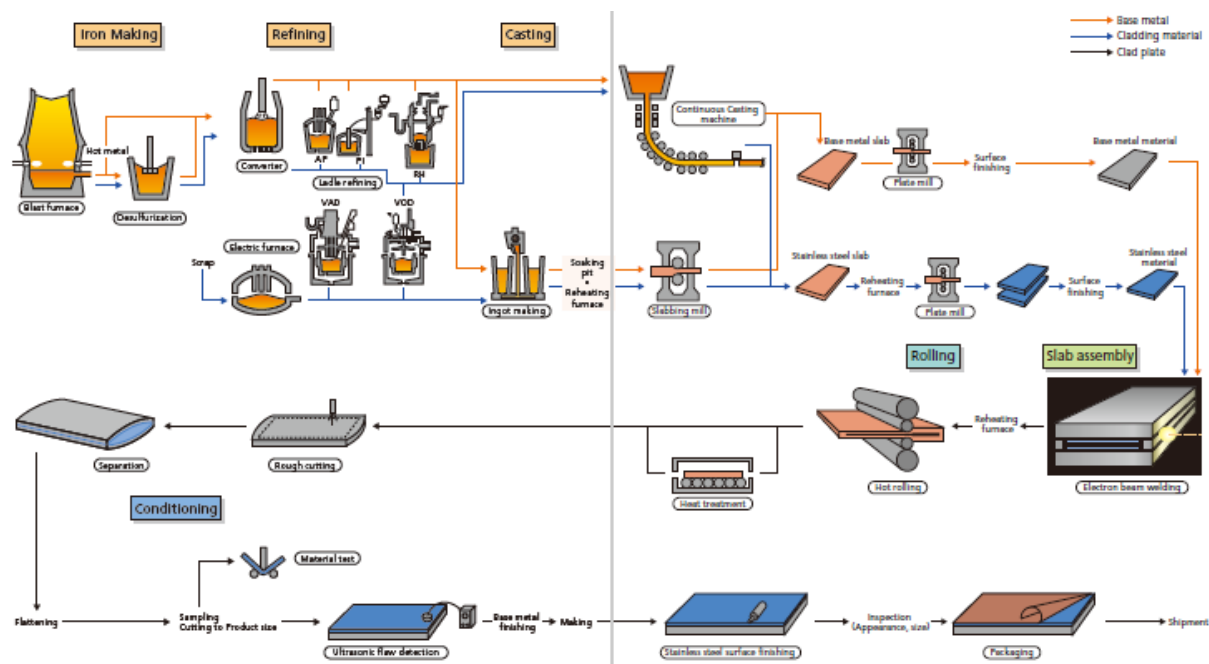 Iron Making
Refining
Casting
Base metal
Cladding material
Clad plate
Hot metal
Blast furnace
Desulfurization
Converter
AP
PI
RH
Ladle refining
VAD
VOD
Scrap
Electric furnace
Ingot making
Soaking
pit
•
Reheating
furnace
Continuous Casting
machine
Slabbing mill
Base metal slab
Plate mill
Surface
finishing
Base metal material
Stainless steel slab
Reheating
furnace
Plate mill
Surface
finishing
Stainless steel
material
Rolling
Slab assembly
Separation
Rough cutting
Heat treatment
Hot rolling
Reheating
furnace
Electron beam welding
Conditioning
Material test
Flattening
Sampling
Cutting to Product size
Ultrasonic flaw detection
Base metal
finishing
Making
Stainless steel surface finishing
Inspection
(Appearance, size)
Packaging
Shipment